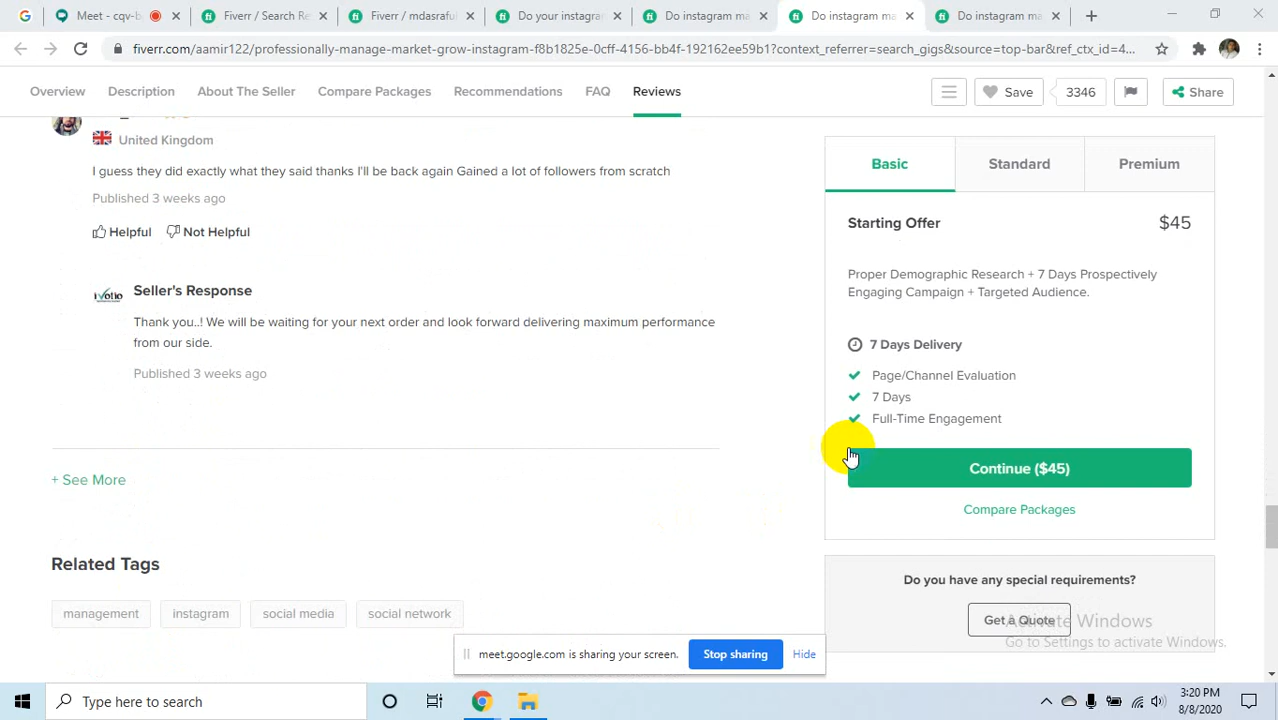 Meet - cqv-b
Fiverr / Search Re
Fiverr / mdasraful
Do your instagram
Do instagram ma
Do instagram ma
Do instagram ma
fiverr.com/aamir122/professionally-manage-market-grow-instagram-f8b1825e-0cff-4156-bb4f-192162ee59b1?context_referrer=search_gigs&source=top-bar&ref_ctx_id=4...
Overview Description About The Seller Compare Packages Recommendations FAQ Reviews
Save 3346 Share
United Kingdom
I guess they did exactly what they said thanks I'll be back again Gained a lot of followers from scratch
Published 3 weeks ago
Helpful Not Helpful
Seller's Response
Thank you..! We will be waiting for your next order and look forward delivering maximum performance
from our side.
Published 3 weeks ago
+ See More
Related Tags
management instagram social media social network
Basic Standard Premium
Starting Offer $45
Proper Demographic Research + 7 Days Prospectively
Engaging Campaign + Targeted Audience.
7 Days Delivery
Page/Channel Evaluation
7 Days
Full-Time Engagement
Continue ($45)
Compare Packages
Do you have any special requirements?
Get a Quote
Activate Windows
Go to Settings to activate Windows.
meet.google.com is sharing your screen. Stop sharing Hide
Type here to search
3:20 PM
8/8/2020